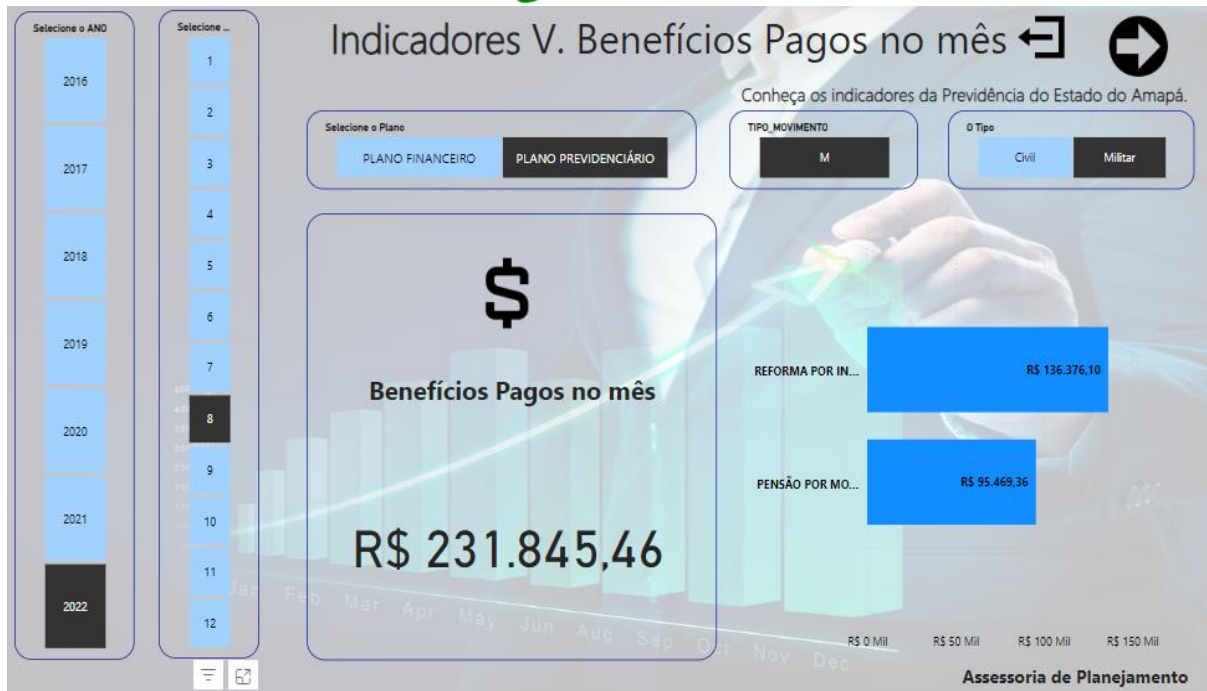 Selecione o ANO
2016
2017
2018
2019
2020
2021
2022
Selecione ...
1
2
3
4
5
6
7
8
9
10
11
12
Indicadores V. Benefícios Pagos no mês
Conheça os indicadores da Previdência do Estado do Amapá.
Selecione o Plano
PLANO FINANCEIRO
PLANO PREVIDENCIÁRIO
TIPO_MOVIMENTO
M
O Tipo
Civil
Militar
$
Benefícios Pagos no mês
R$ 231.845,46
REFORMA POR IN...
R$ 136.376,10
PENSÃO POR MO...
R$ 95.469,36
R$ 0 Mil
R$ 50 Mil
R$ 100 Mil
R$ 150 Mil
Jan Feb Mar Apr May Jun Aug Sep Oct Nov Dec
Assessoria de Planejamento